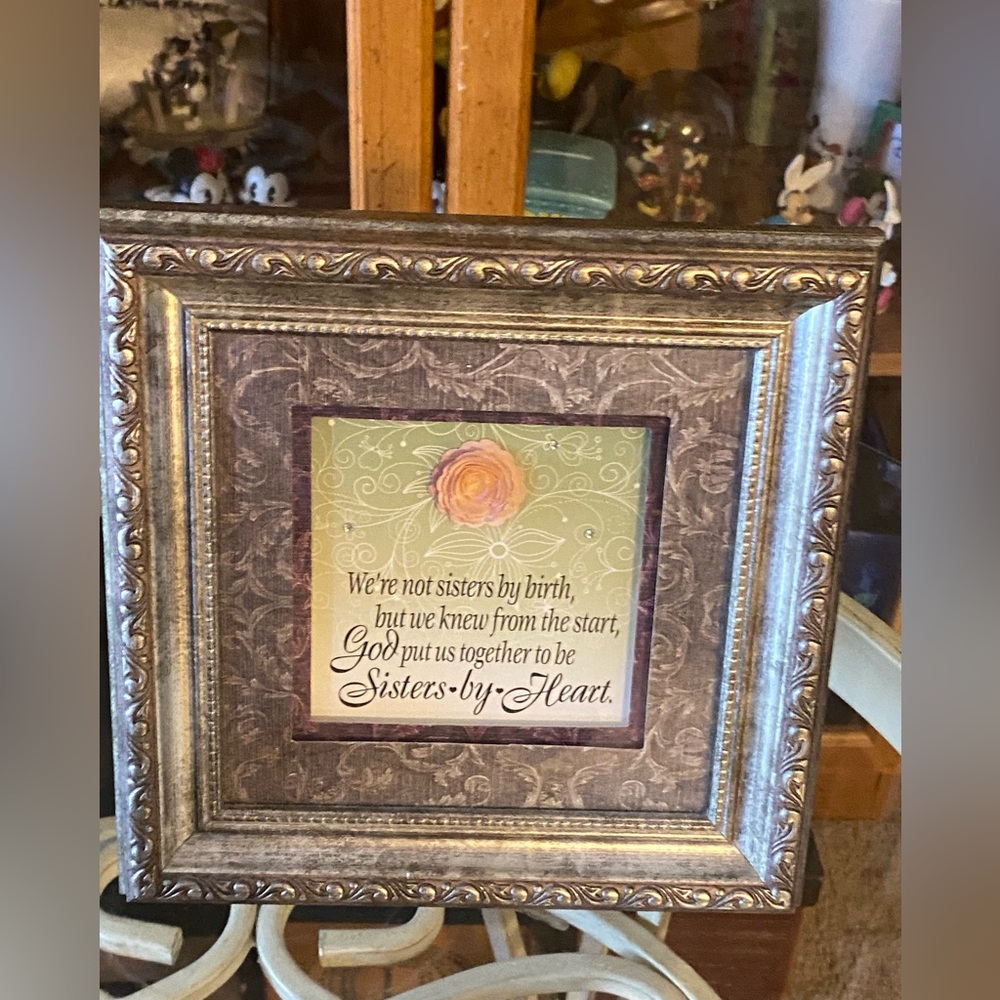 We're not sisters by birth,
but we knew from the start,
God put us together to be
Sisters•by•Heart.